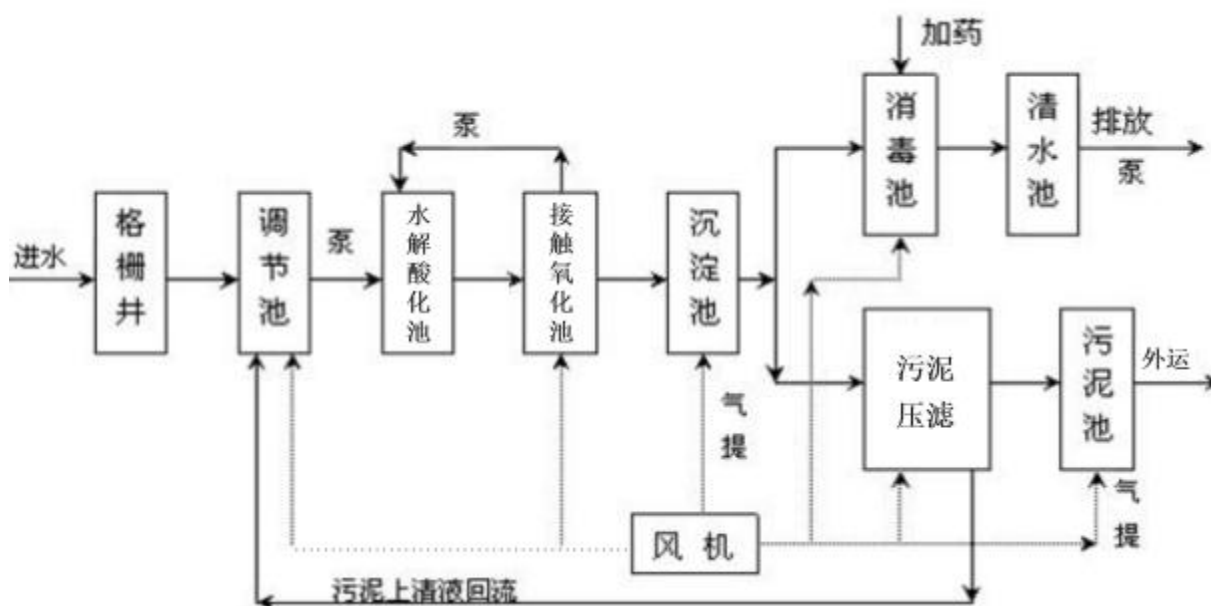 加药
消毒池
清水池
排放
泵
泵
格栅井
调节池
水解酸化池
接触氧化池
沉淀池
进水
泵
污泥
压滤
污泥池
外运
气提
风机
气提
污泥上清液回流